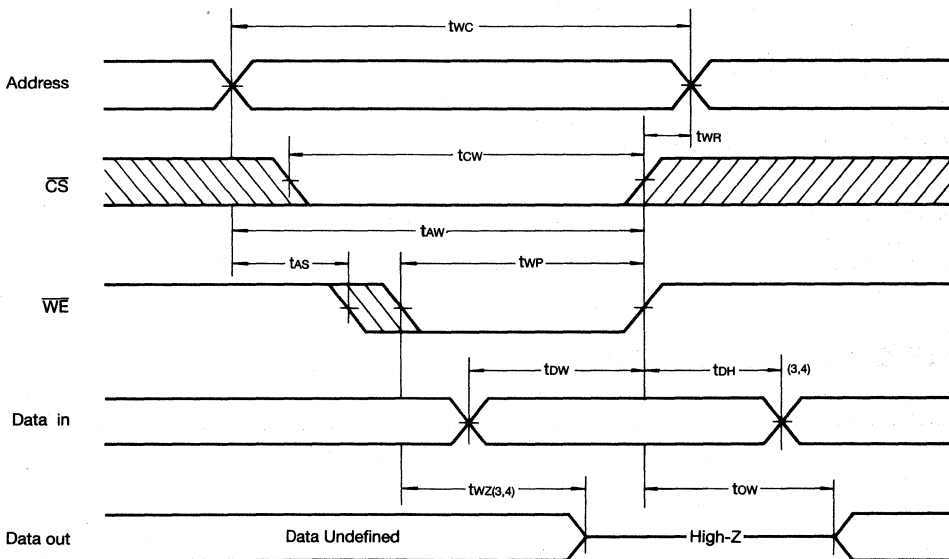 tWC
Address
tWR
tCW
CS
tAW
tAS
tWP
WE
tDW
tDH
(3,4)
Data in
tWZ(3,4)
tOW
Data out
Data Undefined
High-Z